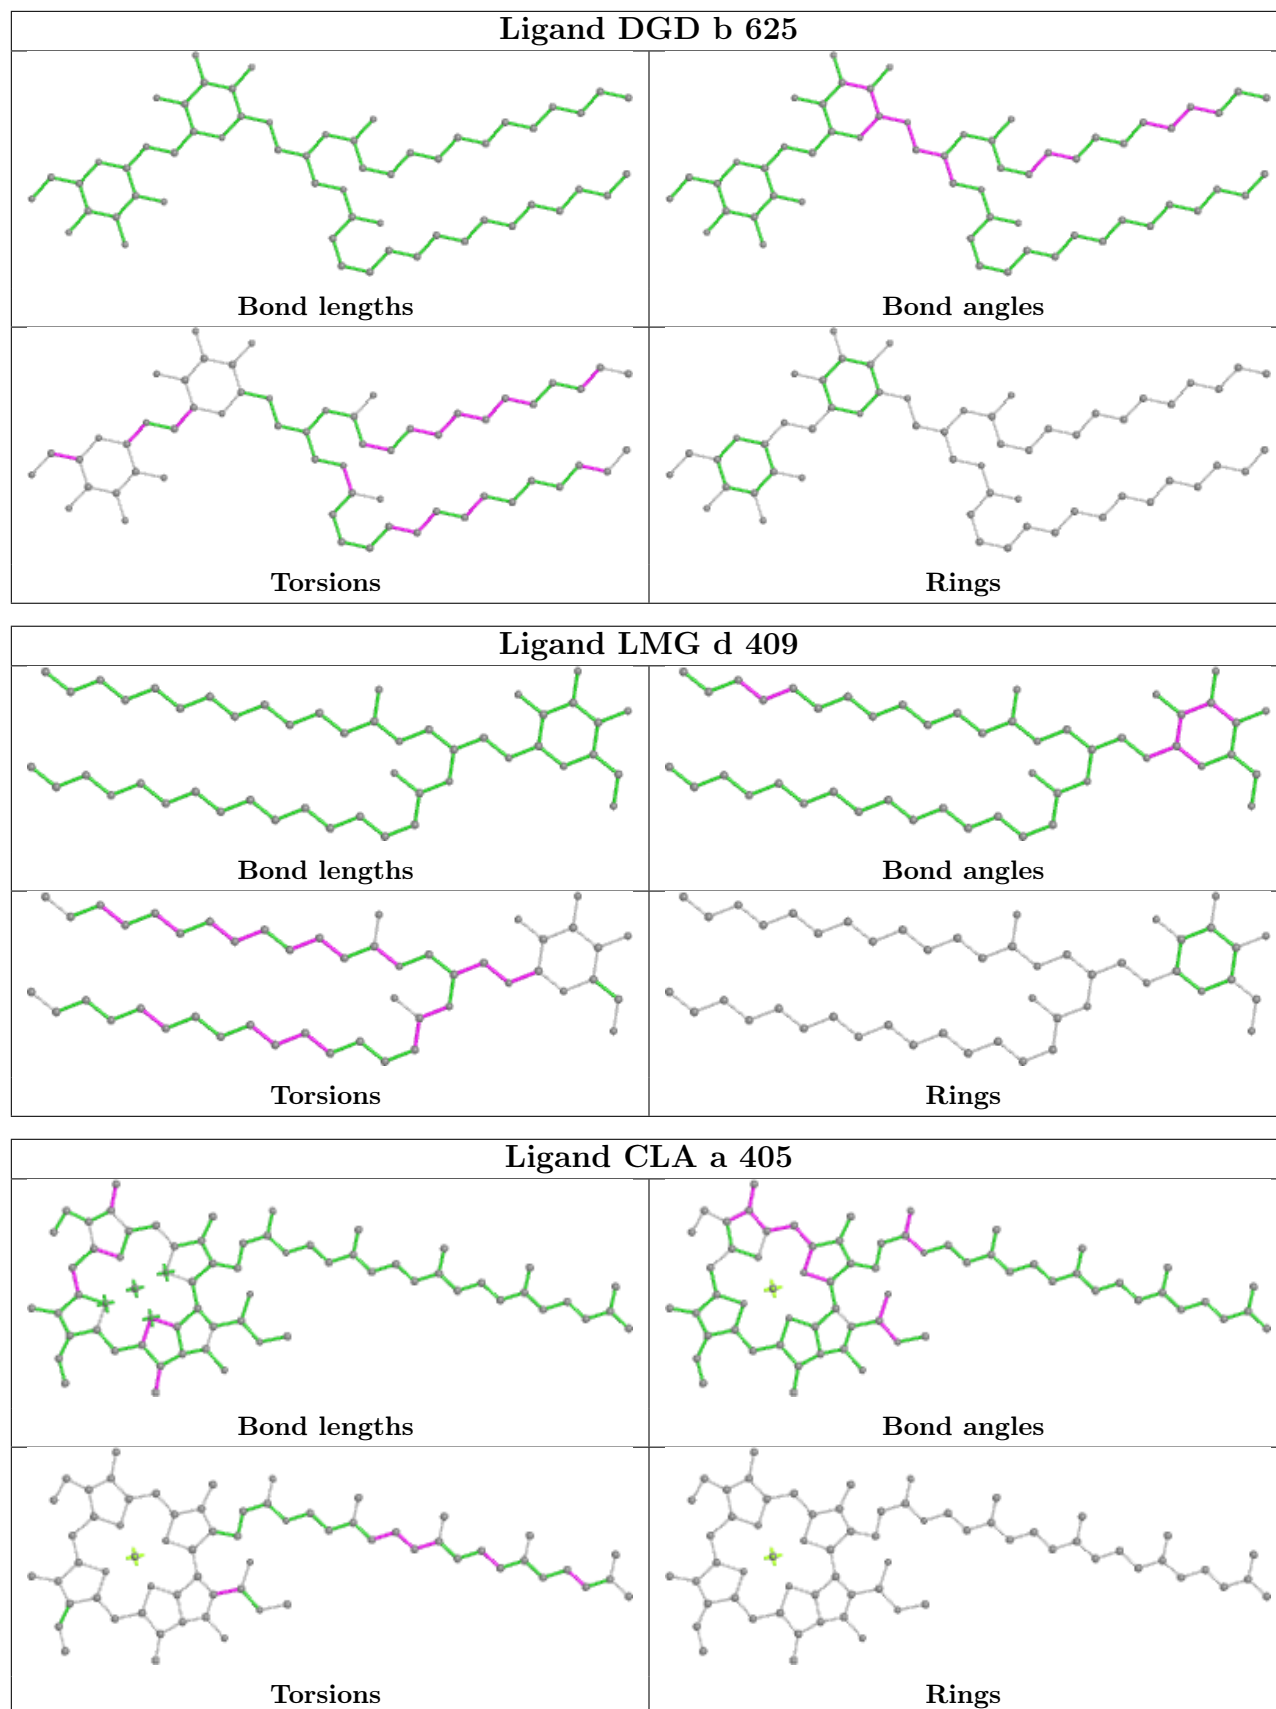 Ligand DGD b 625
Bond lengths
Bond angles
Torsions
Rings
Ligand LMG d 409
Bond lengths
Bond angles
Torsions
Rings
Ligand CLA a 405
Bond lengths
Bond angles
Torsions
Rings